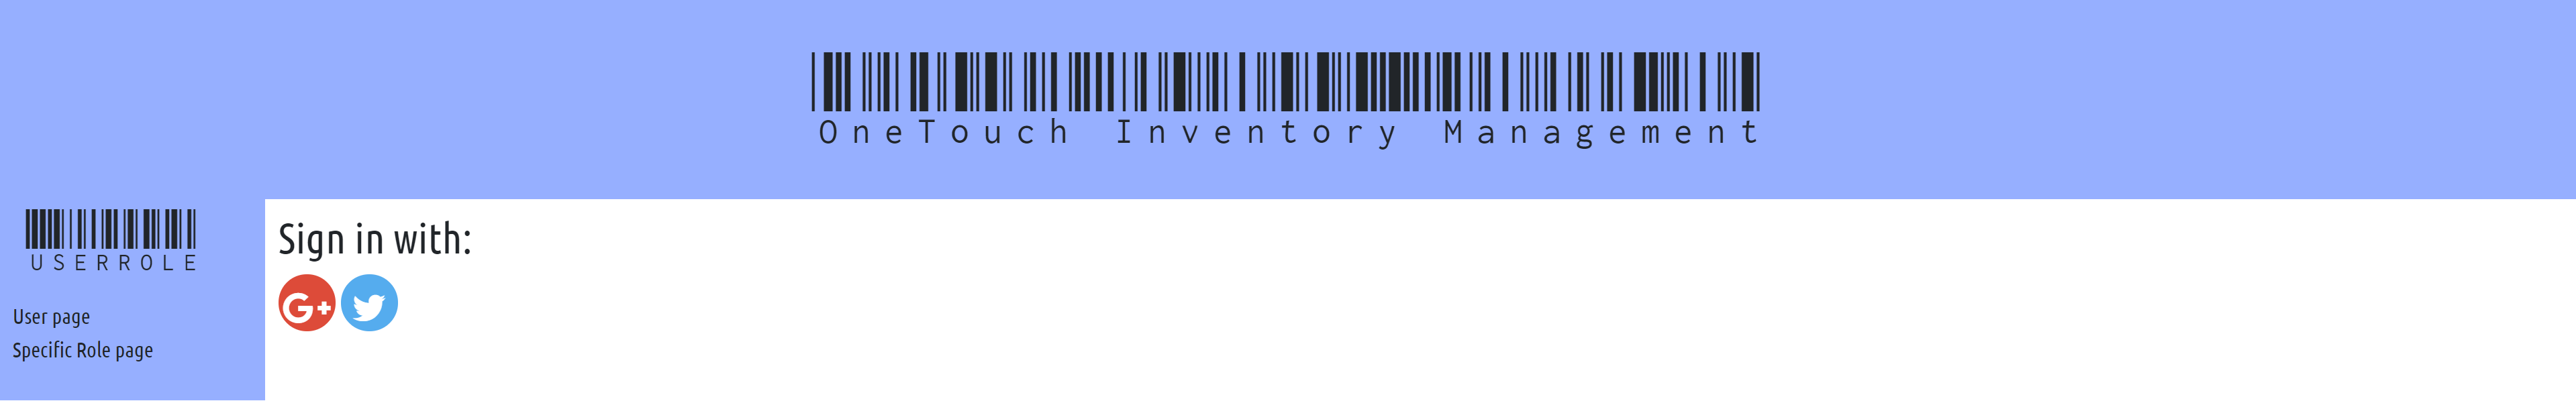 OneTouch Inventory Management
USERROLE
User page
Specific Role page
Sign in with:
G+